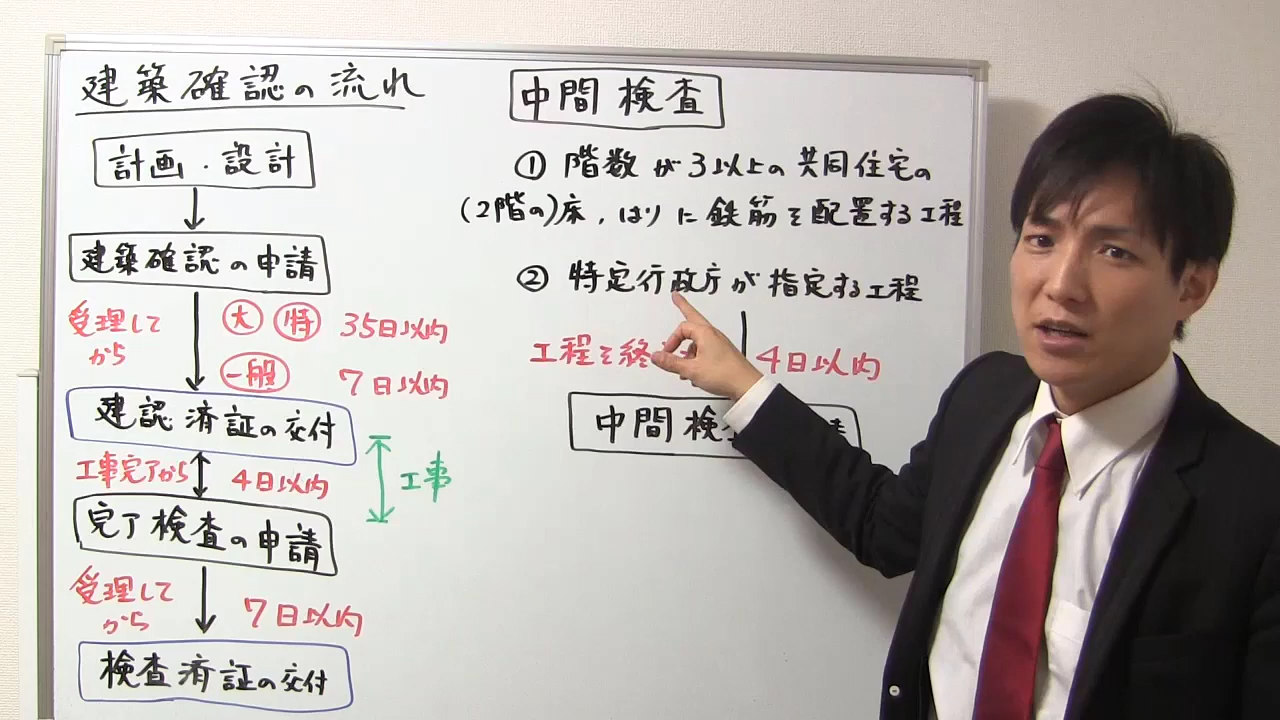 建築確認の流れ
計画・設計
建築確認の申請
受理して
から
大 特 35日以内
一般 7日以内
建認済証の交付
工事完了から 4日以内
工事
完了検査の申請
受理して
から
7日以内
検査済証の交付
中間検査
① 階数が3以上の共同住宅の
(2階の)床、はりに鉄筋を配置する工程
② 特定行政庁が指定する工程
工程を終 4日以内
中間検